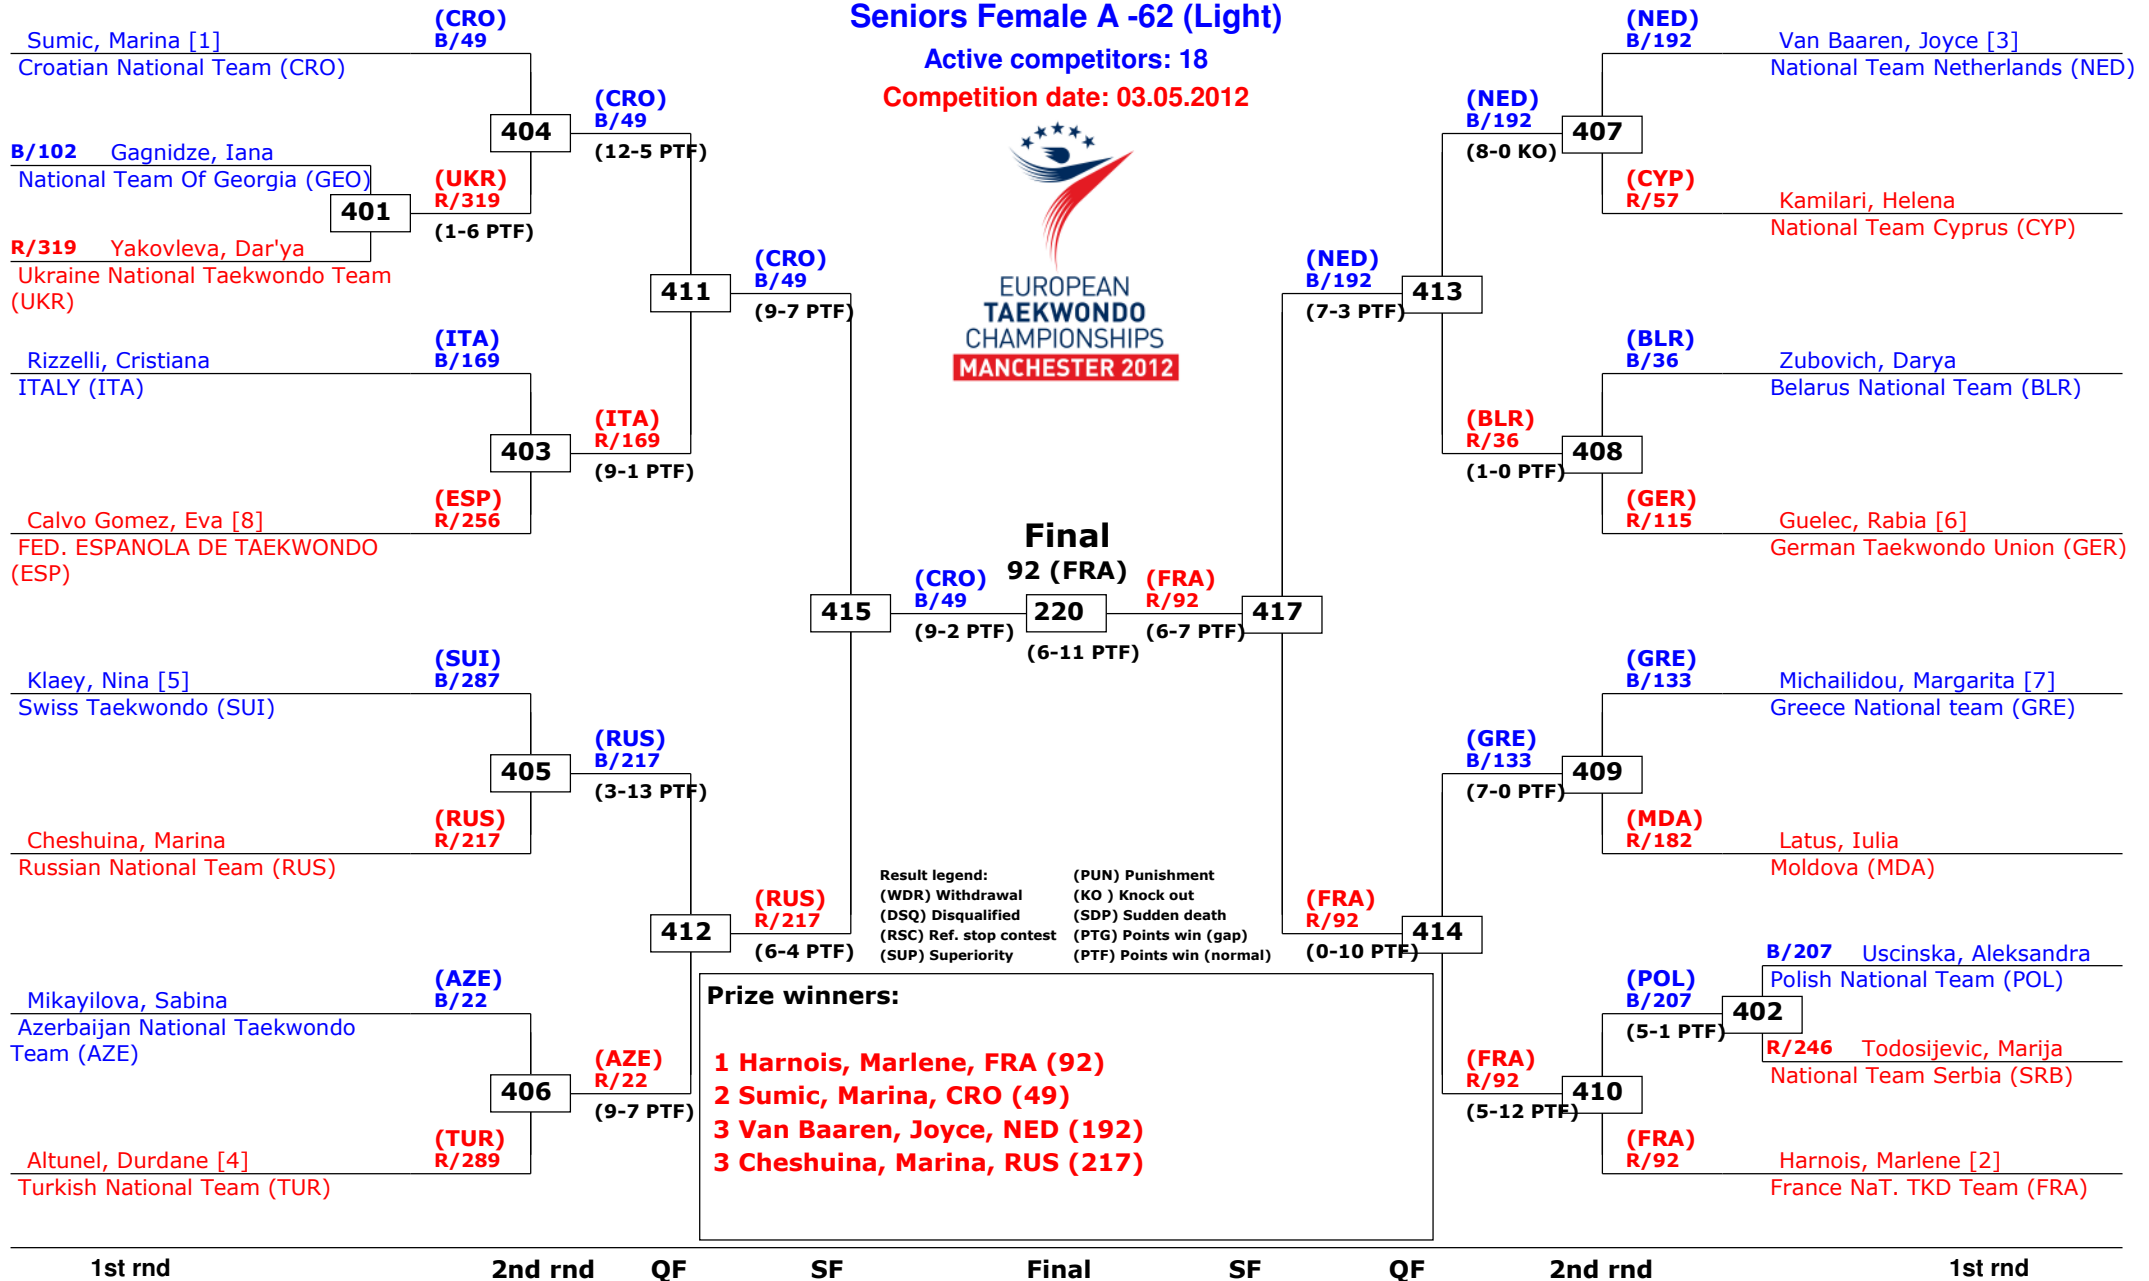 Seniors Female A -62 (Light)
Active competitors: 18
Competition date: 03.05.2012
EUROPEAN
TAEKWONDO
CHAMPIONSHIPS
MANCHESTER 2012
(CRO)
Sumic, Marina [1] B/49
Croatian National Team (CRO)
404
(CRO)
B/49
(12-5 PTF)
B/102 Gagnidze, Iana
National Team Of Georgia (GEO)
401
(UKR)
R/319
(1-6 PTF)
R/319 Yakovleva, Dar'ya
Ukraine National Taekwondo Team
(UKR)
411
(CRO)
B/49
(9-7 PTF)
(ITA)
Rizzelli, Cristiana B/169
ITALY (ITA)
403
(ITA)
R/169
(9-1 PTF)
(ESP)
Calvo Gomez, Eva [8] R/256
FED. ESPANOLA DE TAEKWONDO
(ESP)
415
(CRO)
B/49
(9-2 PTF)
Final
92 (FRA)
220
(6-11 PTF)
(FRA)
R/92
(6-7 PTF)
417
(SUI)
Klaey, Nina [5] B/287
Swiss Taekwondo (SUI)
405
(RUS)
B/217
(3-13 PTF)
(RUS)
Cheshuina, Marina R/217
Russian National Team (RUS)
412
(RUS)
R/217
(6-4 PTF)
(AZE)
Mikayilova, Sabina B/22
Azerbaijan National Taekwondo
Team (AZE)
406
(AZE)
R/22
(9-7 PTF)
(TUR)
Altunel, Durdane [4] R/289
Turkish National Team (TUR)
(NED)
B/192 Van Baaren, Joyce [3]
National Team Netherlands (NED)
(NED)
B/192
(8-0 KO)
407
(CYP)
R/57 Kamilari, Helena
National Team Cyprus (CYP)
(NED)
B/192
(7-3 PTF)
413
(BLR)
B/36 Zubovich, Darya
Belarus National Team (BLR)
(BLR)
R/36
(1-0 PTF)
408
(GER)
R/115 Guelec, Rabia [6]
German Taekwondo Union (GER)
(GRE)
B/133 Michailidou, Margarita [7]
Greece National team (GRE)
(GRE)
B/133
(7-0 PTF)
409
(MDA)
R/182 Latus, Iulia
Moldova (MDA)
(FRA)
R/92
(0-10 PTF)
414
B/207 Uscinska, Aleksandra
Polish National Team (POL)
(POL)
B/207
(5-1 PTF)
402
R/246 Todosijevic, Marija
National Team Serbia (SRB)
(FRA)
R/92
(5-12 PTF)
410
(FRA)
R/92 Harnois, Marlene [2]
France NaT. TKD Team (FRA)
Result legend: (PUN) Punishment
(WDR) Withdrawal (KO ) Knock out
(DSQ) Disqualified (SDP) Sudden death
(RSC) Ref. stop contest (PTG) Points win (gap)
(SUP) Superiority (PTF) Points win (normal)
Prize winners:
1 Harnois, Marlene, FRA (92)
2 Sumic, Marina, CRO (49)
3 Van Baaren, Joyce, NED (192)
3 Cheshuina, Marina, RUS (217)
1st rnd 2nd rnd QF SF Final SF QF 2nd rnd 1st rnd